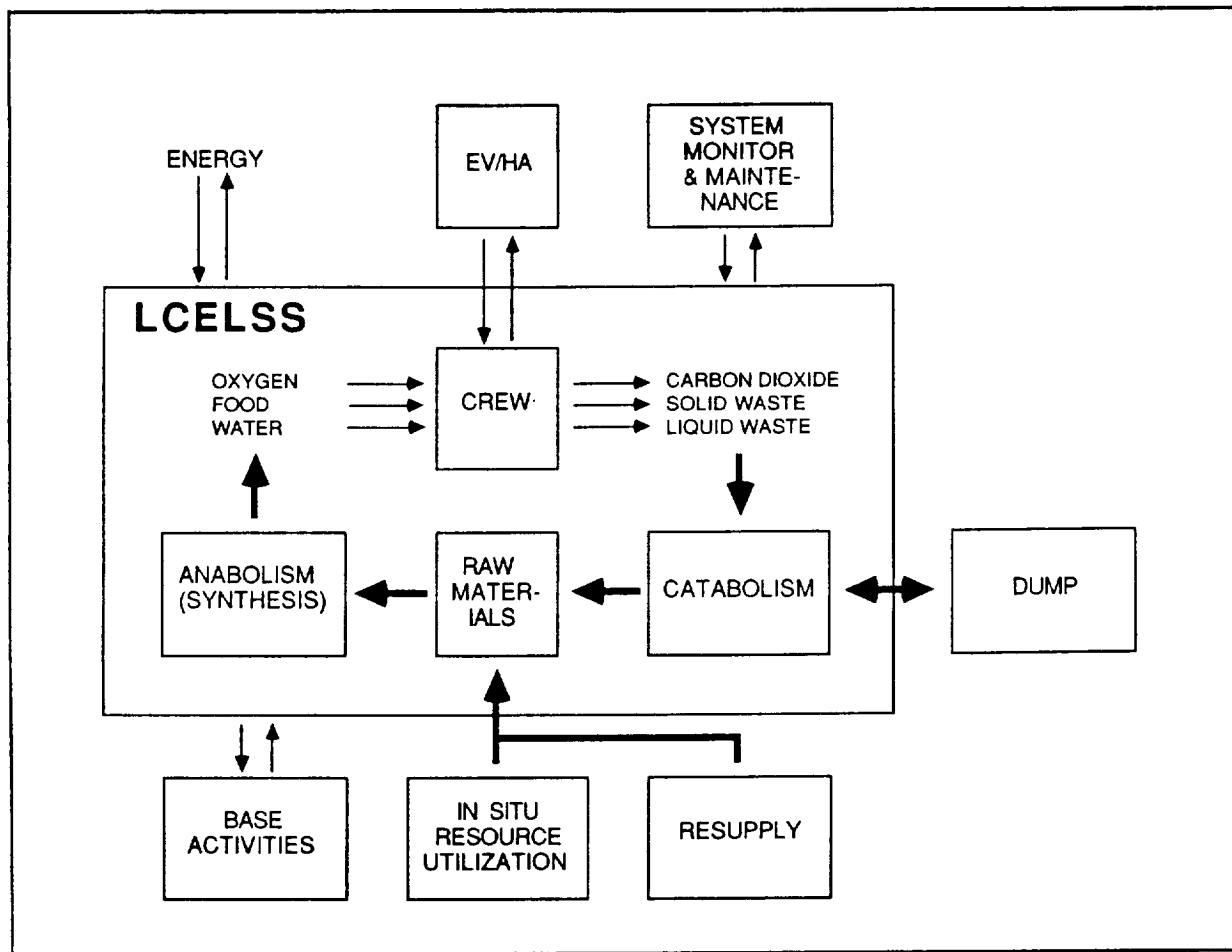 ENERGY
EV/HA
SYSTEM
MONITOR
& MAINTE-
NANCE
LCELSS
OXYGEN
FOOD
WATER
CREW
CARBON DIOXIDE
SOLID WASTE
LIQUID WASTE
ANABOLISM
(SYNTHESIS)
RAW
MATER-
IALS
CATABOLISM
DUMP
BASE
ACTIVITIES
IN SITU
RESOURCE
UTILIZATION
RESUPPLY